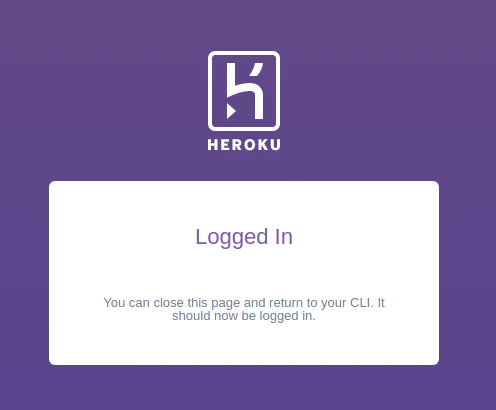 HEROKU
Logged In
You can close this page and return to your CLI. It
should now be logged in.